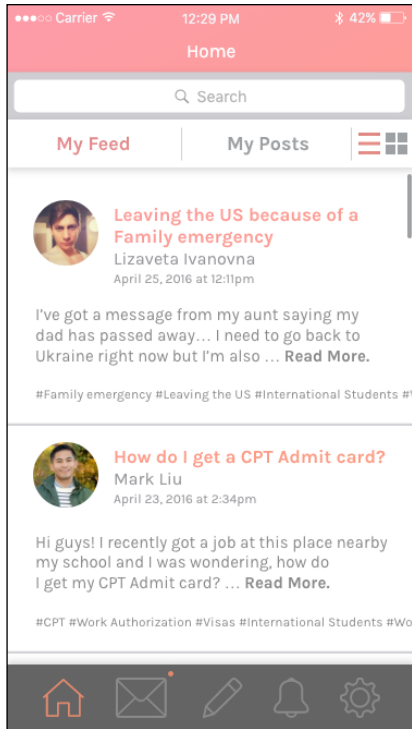 Carrier 12:29 PM 42%
Home
Search
My Feed My Posts
Leaving the US because of a
Family emergency
Lizaveta Ivanovna
April 25, 2016 at 12:11pm
I've got a message from my aunt saying my
dad has passed away... I need to go back to
Ukraine right now but I'm also ... Read More.
#Family emergency #Leaving the US #International Students #
How do I get a CPT Admit card?
Mark Liu
April 23, 2016 at 2:34pm
Hi guys! I recently got a job at this place nearby
my school and I was wondering, how do
I get my CPT Admit card? ... Read More.
#CPT #Work Authorization #Visas #International Students #Wo